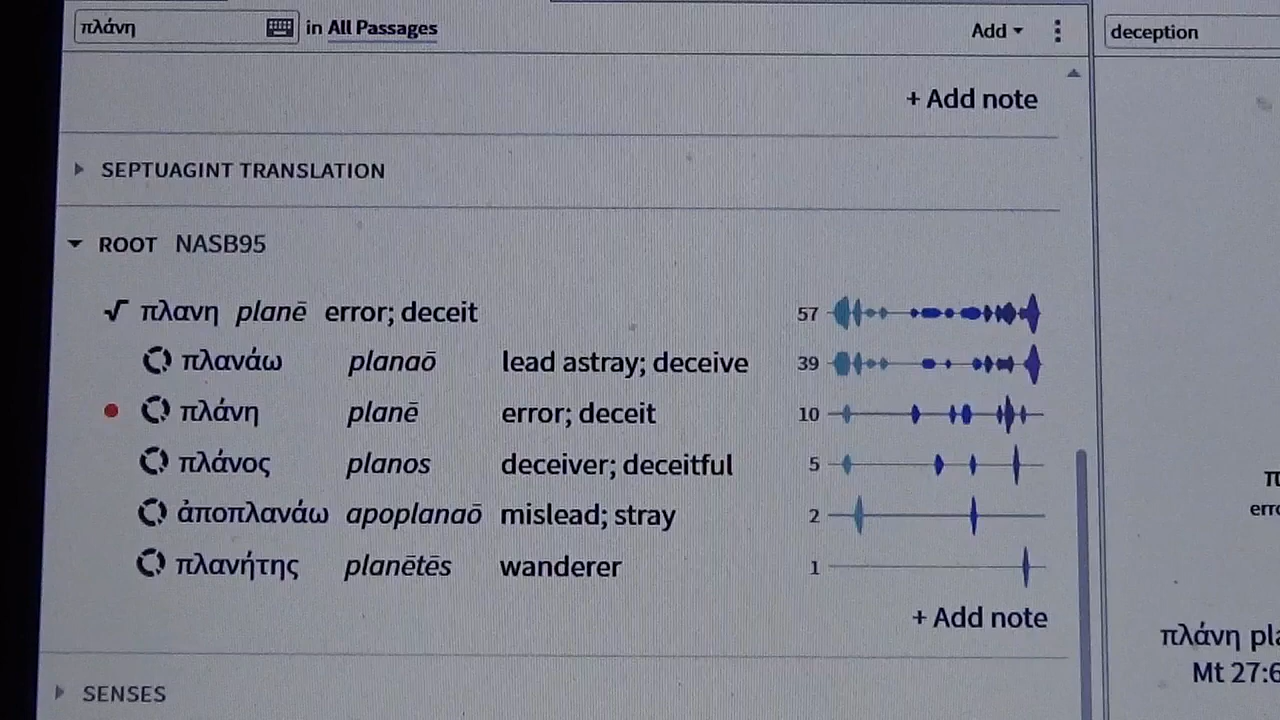 πλάνη in All Passages Add deception
+ Add note
SEPTUAGINT TRANSLATION
ROOT NASB95
πλανη planē error; deceit 57
πλανάω planaō lead astray; deceive 39
πλάνη planē error; deceit 10
πλάνος planos deceiver; deceitful 5
ἀποπλανάω apoplanaō mislead; stray 2
πλανήτης planētēs wanderer 1
+ Add note
SENSES
πλάνη
Mt 27:6